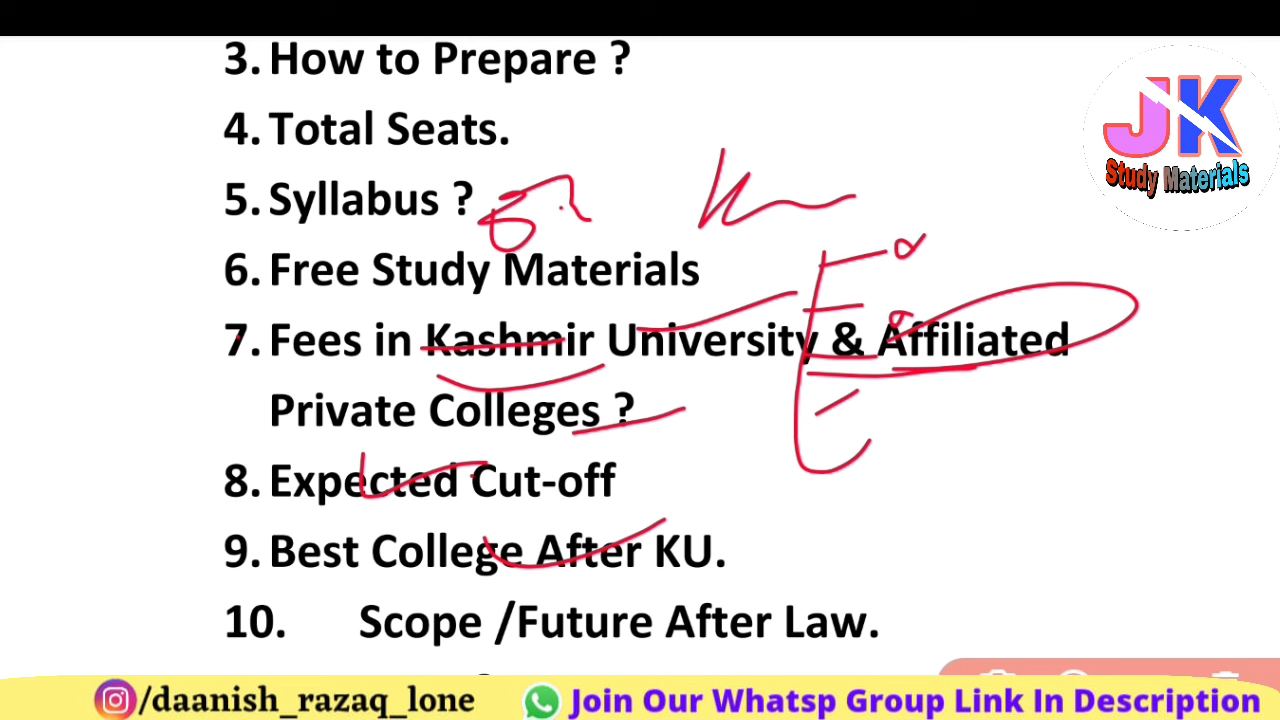 3. How to Prepare ?
4. Total Seats.
5. Syllabus ?
6. Free Study Materials
7. Fees in Kashmir University & Affiliated
Private Colleges ?
8. Expected Cut-off
9. Best College After KU.
10. Scope /Future After Law.
JK
Study Materials
/daanish_razaq_lone
Join Our Whatsp Group Link In Description